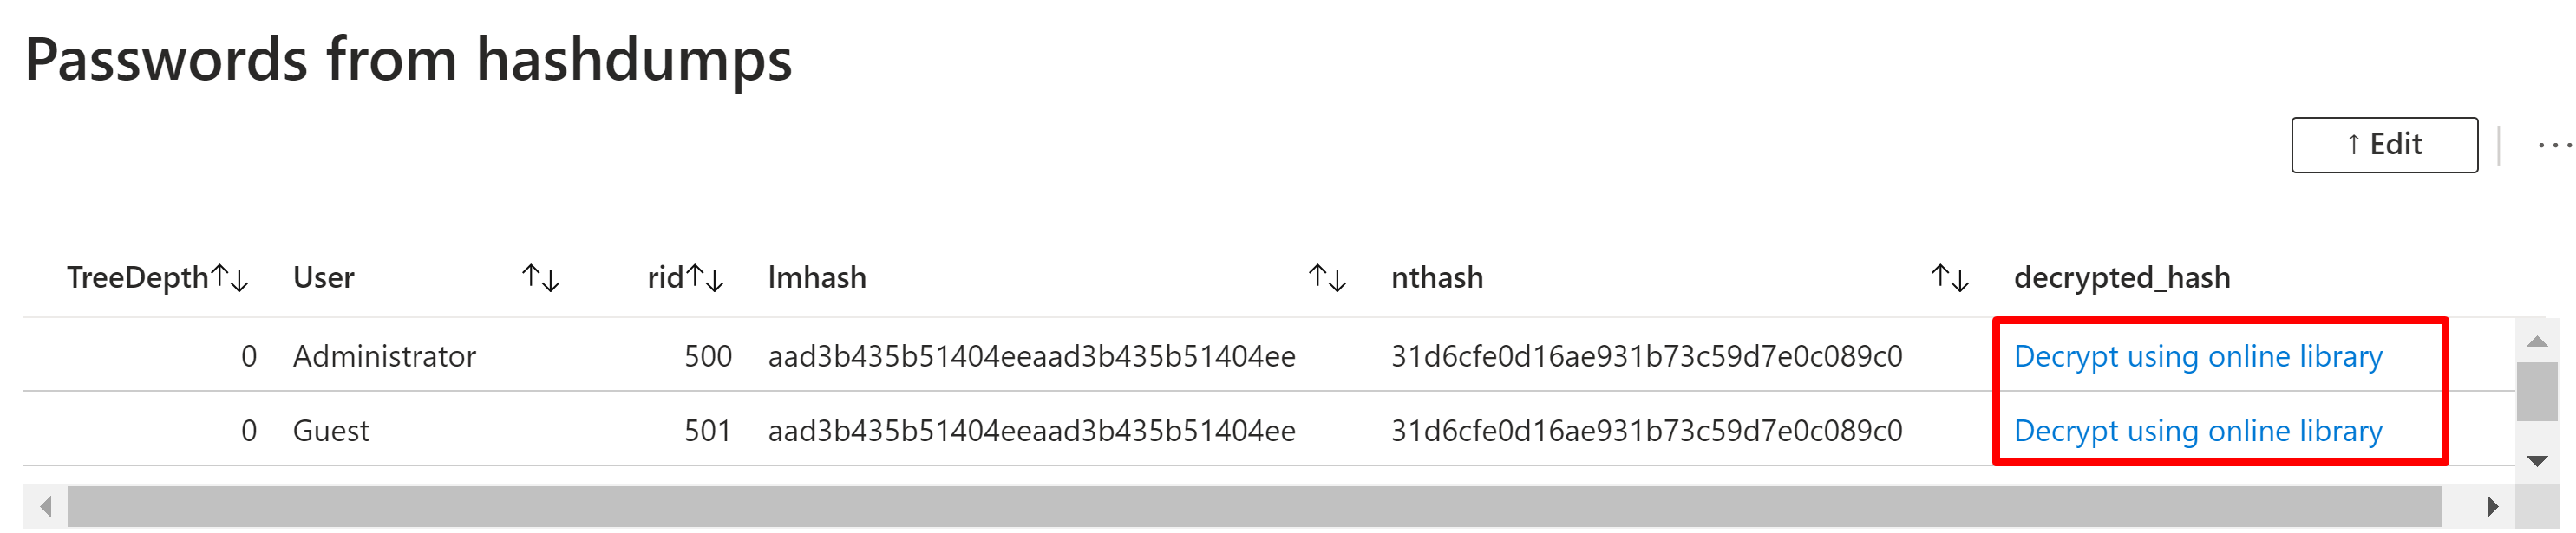 Passwords from hashdumps
↑ Edit ...
TreeDepth↑↓ User ↑↓ rid↑↓ lmhash ↑↓ nthash ↑↓ decrypted_hash
0 Administrator 500 aad3b435b51404eeaad3b435b51404ee 31d6cfe0d16ae931b73c59d7e0c089c0 Decrypt using online library
0 Guest 501 aad3b435b51404eeaad3b435b51404ee 31d6cfe0d16ae931b73c59d7e0c089c0 Decrypt using online library